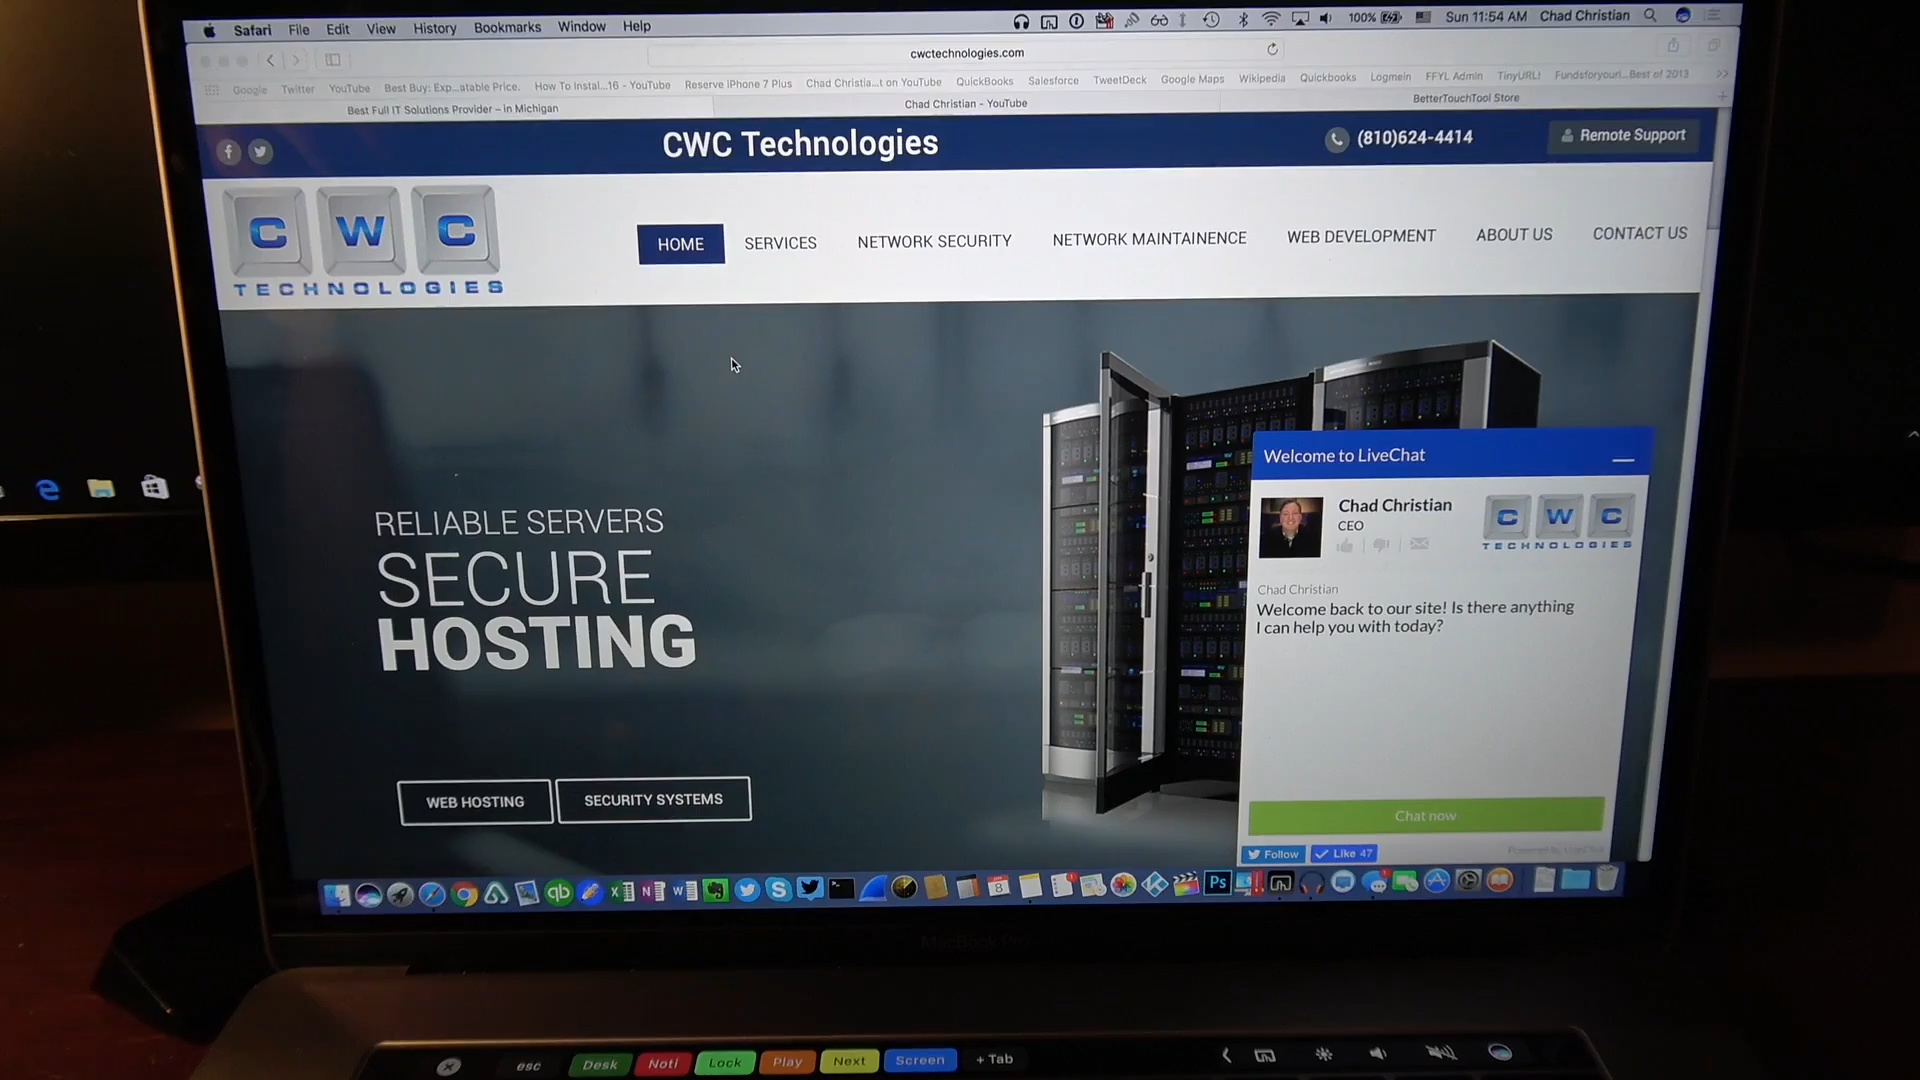 Safari File Edit View History Bookmarks Window Help 100% Sun 11:54 AM Chad Christian
cwctechnologies.com
Google Twitter YouTube Best Buy: Exp...atable Price. How To Instal...16 - YouTube Reserve iPhone 7 Plus Chad Christia...t on YouTube QuickBooks Salesforce TweetDeck Google Maps Wikipedia Quickbooks Logmein FFYL Admin TinyURL! Fundsforyouri...Best of 2013
Best Full IT Solutions Provider – in Michigan Chad Christian - YouTube BetterTouchTool Store
CWC Technologies (810)624-4414 Remote Support
C W C
TECHNOLOGIES
HOME SERVICES NETWORK SECURITY NETWORK MAINTAINENCE WEB DEVELOPMENT ABOUT US CONTACT US
RELIABLE SERVERS
SECURE
HOSTING
WEB HOSTING SECURITY SYSTEMS
Welcome to LiveChat
Chad Christian
CEO
C W C
TECHNOLOGIES
Chad Christian
Welcome back to our site! Is there anything
I can help you with today?
Chat now
Follow Like 47
qb X N W Ps 8
MacBook Pro
esc Desk Noti Lock Play Next Screen + Tab